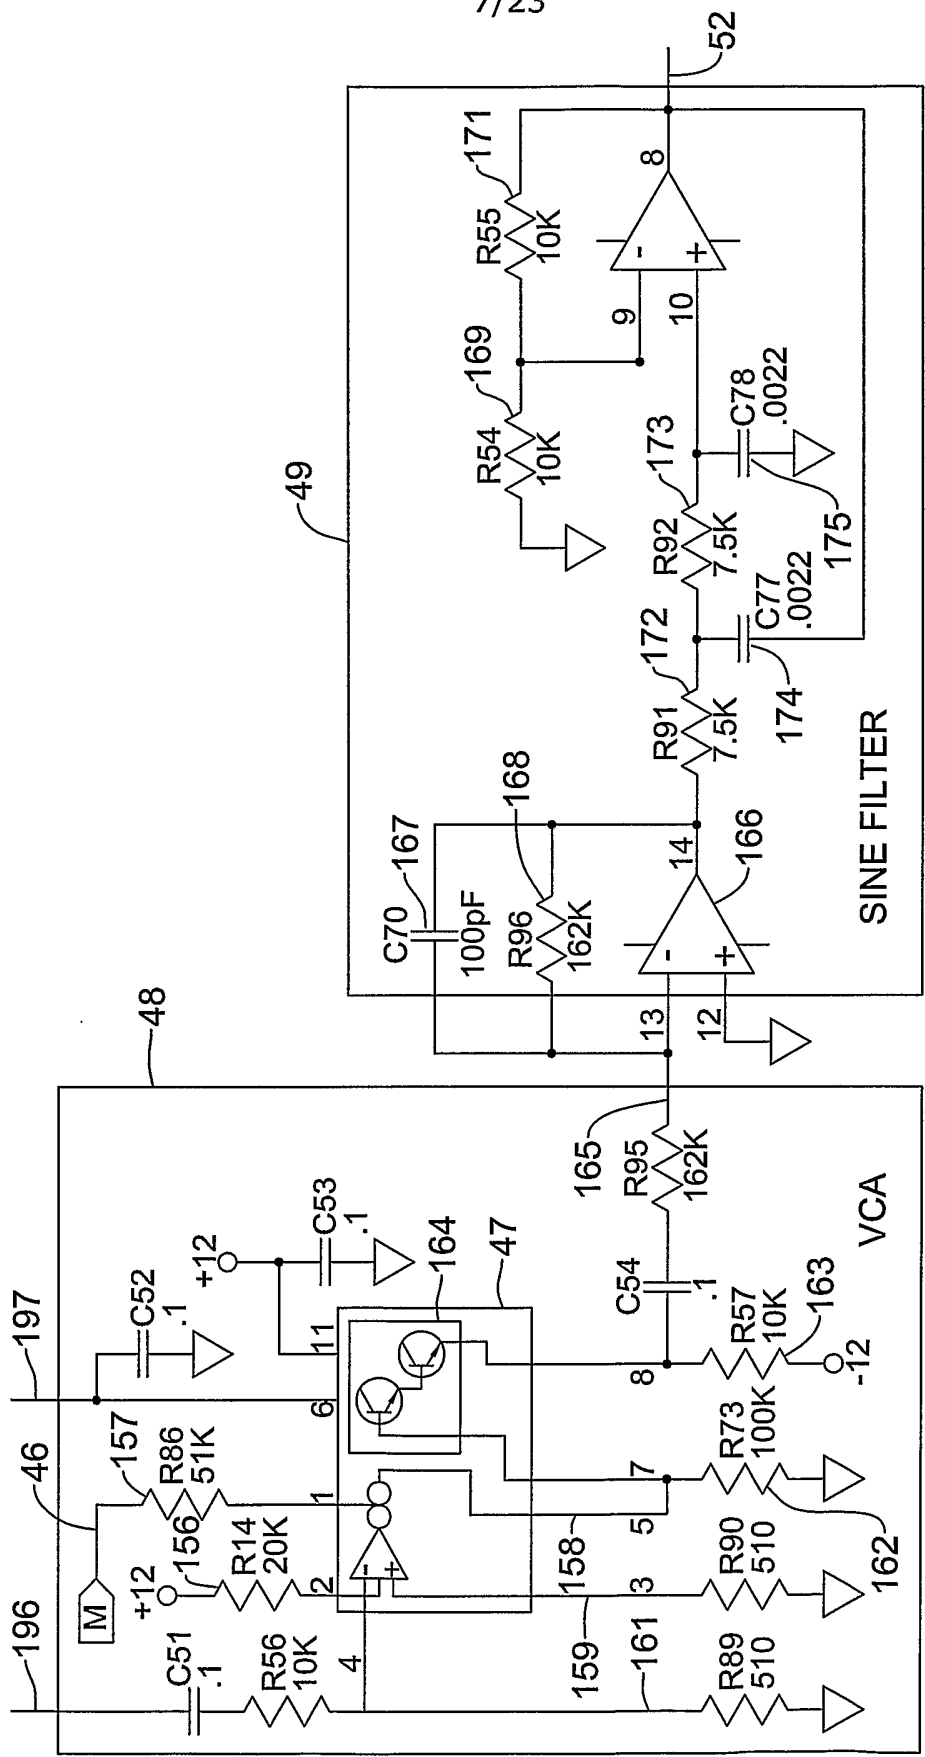 7/23
196
46
197
48
M
+12
C51
.1
R56
10K
156
R14
20K
157
R86
51K
C52
.1
+12
C53
.1
4
2
1
6
11
-
+
164
47
159
158
161
3
5
7
8
R89
510
R90
510
162
R73
100K
R57
10K
163
-12
C54
.1
165
R95
162K
VCA
49
C70
100pF
167
R96
162K
168
13
12
-
+
14
166
R91
7.5K
172
R92
7.5K
173
C77
.0022
174
C78
.0022
175
R54
10K
169
R55
10K
171
9
10
-
+
8
52
SINE FILTER